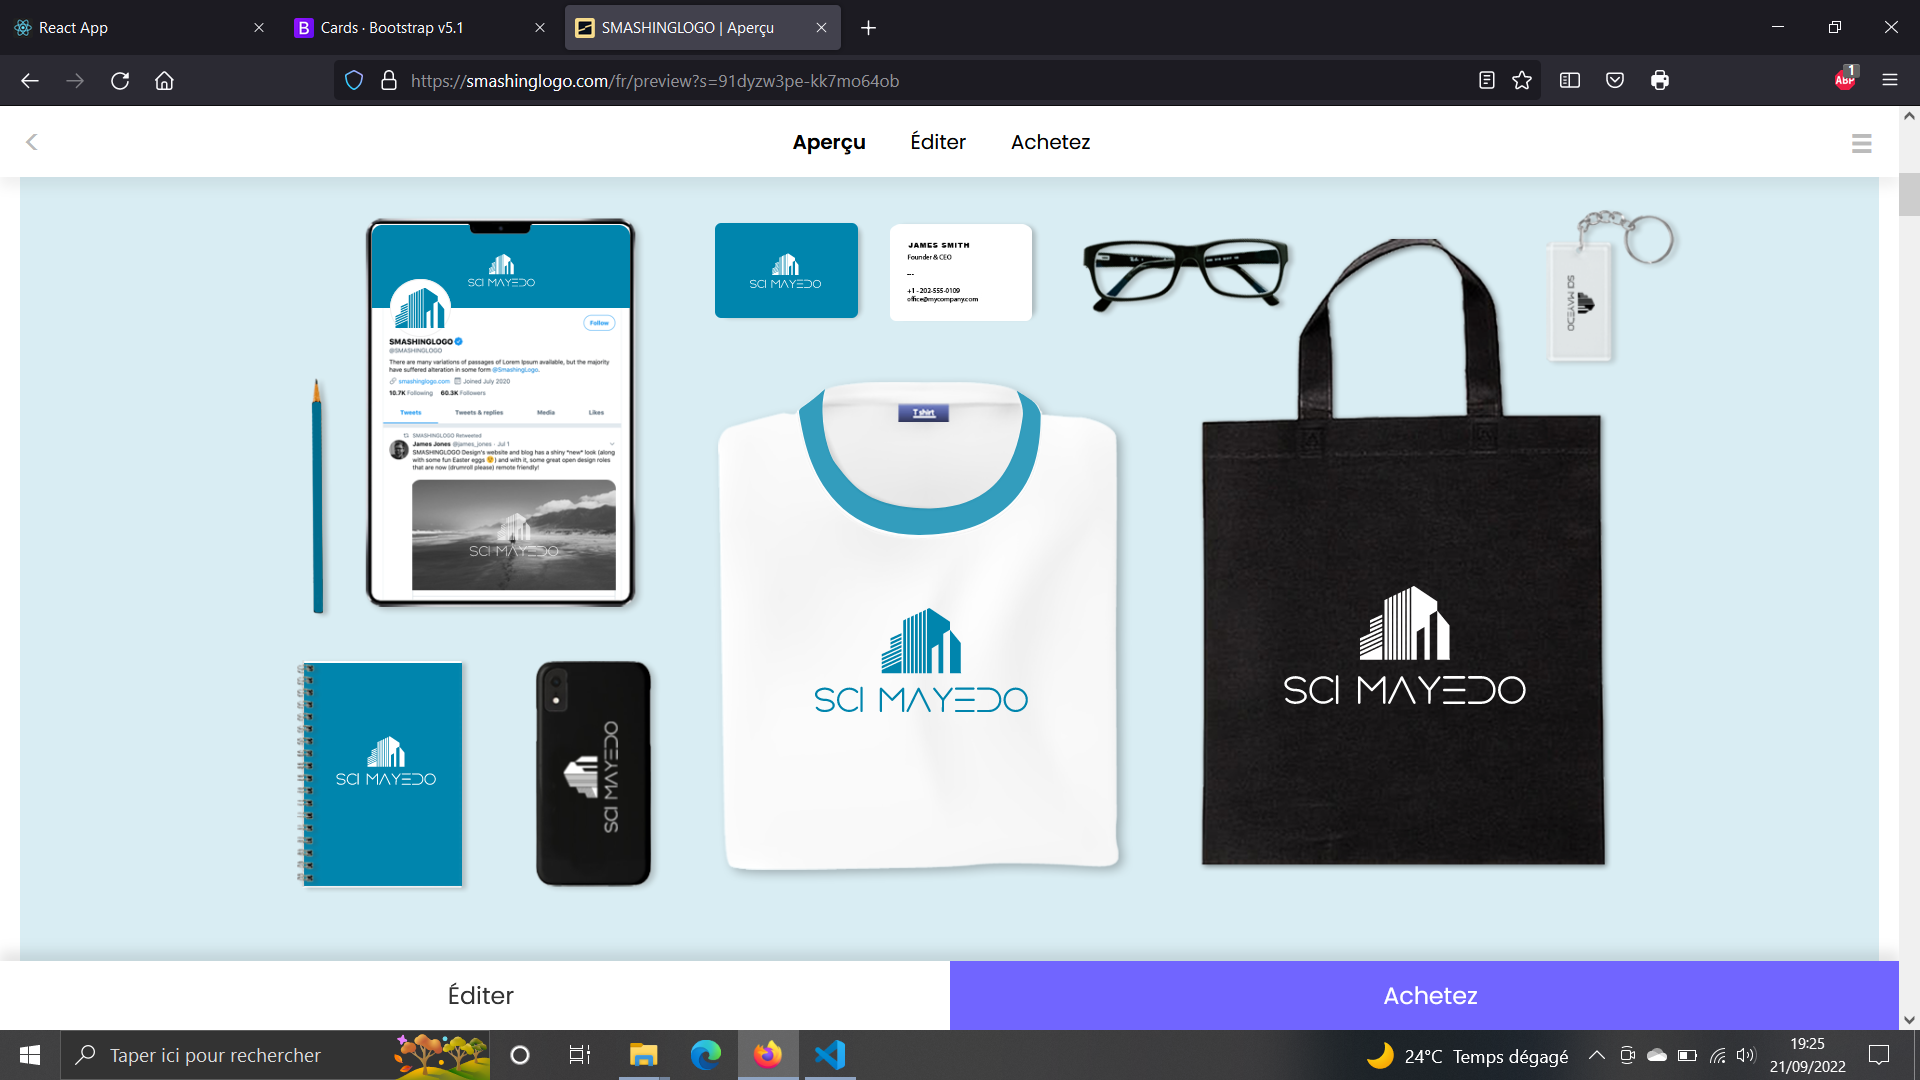 React App
Cards · Bootstrap v5.1
SMASHINGLOGO | Aperçu
https://smashinglogo.com/fr/preview?s=91dyzw3pe-kk7mo64ob
ABP
1
Aperçu
Éditer
Achetez
SCI MAYEDO
Follow
SMASHINGLOGO
@SMASHINGLOGO
There are many variations of passages of Lorem Ipsum available, but the majority
have suffered alteration in some form @SmashingLogo.
smashinglogo.com Joined July 2020
10.7K Following 60.3K Followers
Tweets Tweets & replies Media Likes
SMASHINGLOGO Retweeted
James Jones @james_jones · Jul 1
SMASHINGLOGO Design's website and blog has a shiny *new* look (along
with some fun Easter eggs 😉) and with it, some great open design roles
that are now (drumroll please) remote friendly!
SCI MAYEDO
SCI MAYEDO
JAMES SMITH
Founder & CEO
---
+1 - 202-555-0109
office@mycompany.com
SCI MAYEDO
T shirt
SCI MAYEDO
SCI MAYEDO
SCI MAYEDO
SCI MAYEDO
Éditer
Achetez
Taper ici pour rechercher
24°C Temps dégagé
19:25
21/09/2022